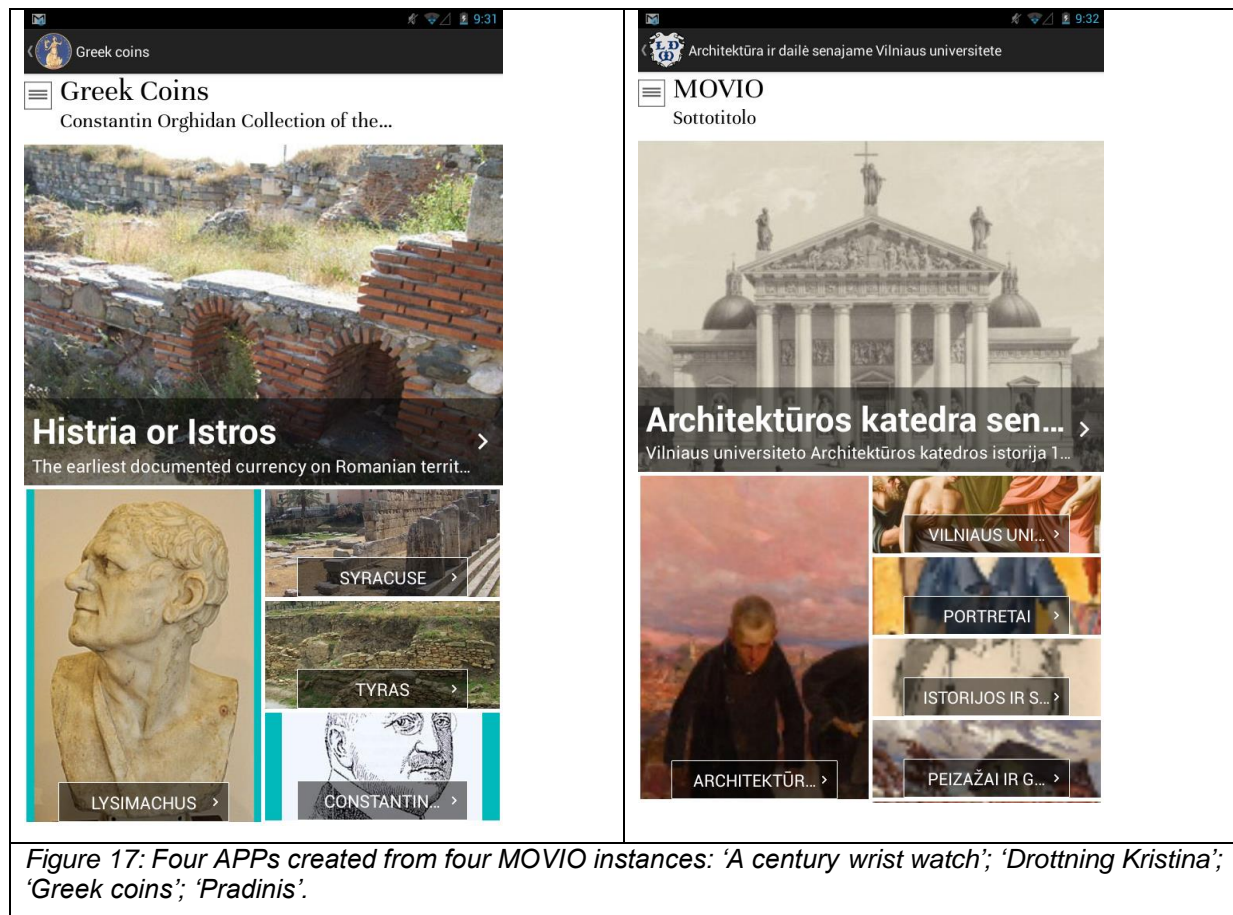 9:31
Greek coins
Greek Coins
Constantin Orghidan Collection of the...
Histria or Istros
The earliest documented currency on Romanian territ...
SYRACUSE
TYRAS
LYSIMACHUS
CONSTANTIN...
9:32
Architektūra ir dailė senajame Vilniaus universitete
MOVIO
Sottotitolo
Architektūros katedra sen...
Vilniaus universiteto Architektūros katedros istorija 1...
VILNIAUS UNI...
PORTRETAI
ISTORIJOS IR S...
ARCHITEKTŪR...
PEIZAŽAI IR G...
Figure 17: Four APPs created from four MOVIO instances: ‘A century wrist watch’; ‘Drottning Kristina’;
‘Greek coins’; ‘Pradinis’.